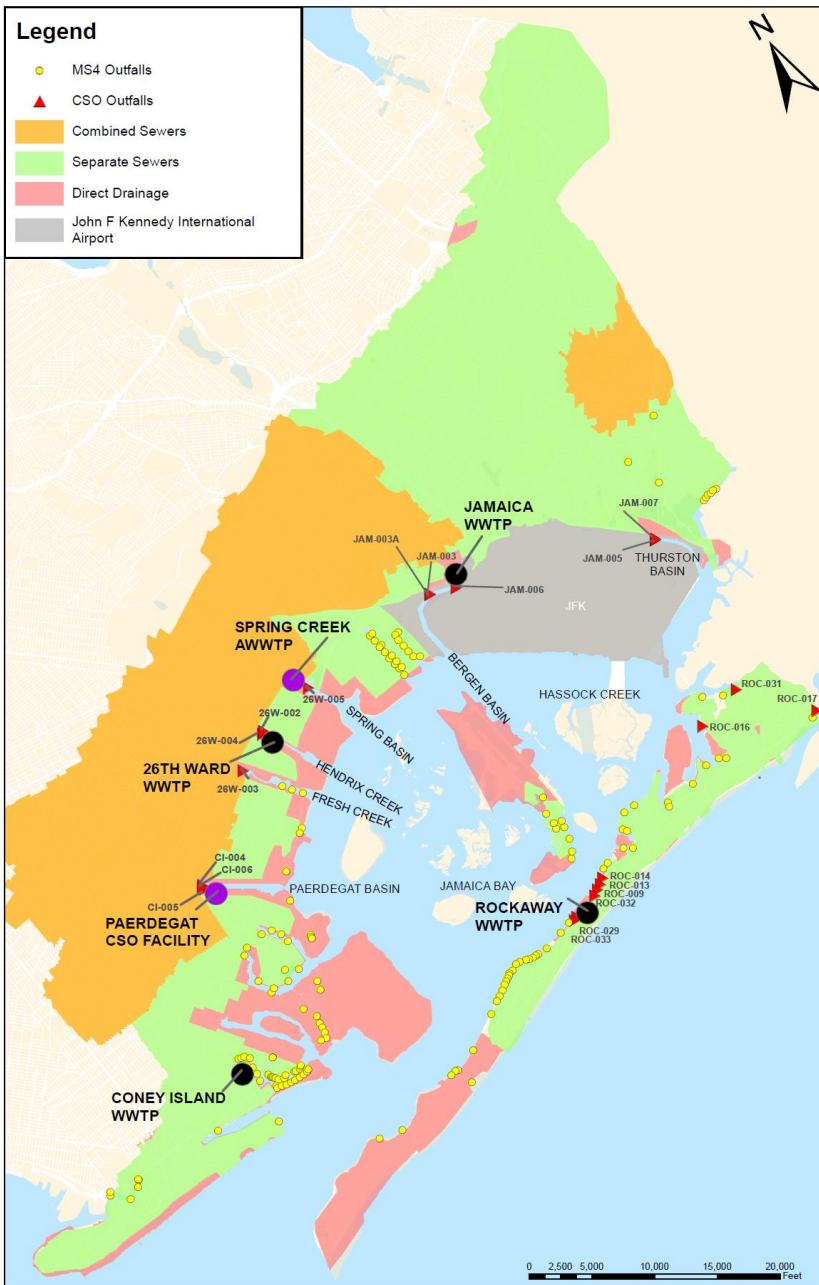 Legend
MS4 Outfalls
CSO Outfalls
Combined Sewers
Separate Sewers
Direct Drainage
John F Kennedy International
Airport
N
JAMAICA
WWTP
JAM-007
JAM-003A
JAM-003
JAM-005
THURSTON
BASIN
JAM-006
JFK
SPRING CREEK
AWWTP
BERGEN BASIN
HASSOCK CREEK
ROC-031
ROC-017
26W-005
SPRING BASIN
26W-002
ROC-016
26W-004
26TH WARD
WWTP
HENDRIX CREEK
26W-003
FRESH CREEK
CI-004
CI-006
PAERDEGAT BASIN
JAMAICA BAY
ROC-014
ROC-013
ROC-009
ROC-032
CI-005
ROCKAWAY
WWTP
PAERDEGAT
CSO FACILITY
ROC-029
ROC-033
CONEY ISLAND
WWTP
0 2,500 5,000 10,000 15,000 20,000
Feet